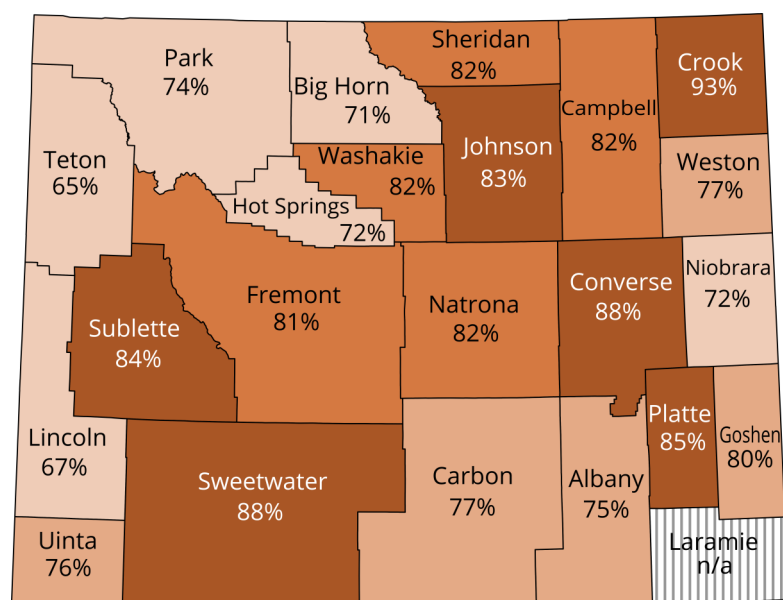 Park
74%
Sheridan
82%
Crook
93%
Big Horn
71%
Campbell
82%
Johnson
83%
Teton
65%
Washakie
82%
Weston
77%
Hot Springs
72%
Fremont
81%
Natrona
82%
Converse
88%
Niobrara
72%
Sublette
84%
Lincoln
67%
Platte
85%
Goshen
80%
Sweetwater
88%
Carbon
77%
Albany
75%
Uinta
76%
Laramie
n/a